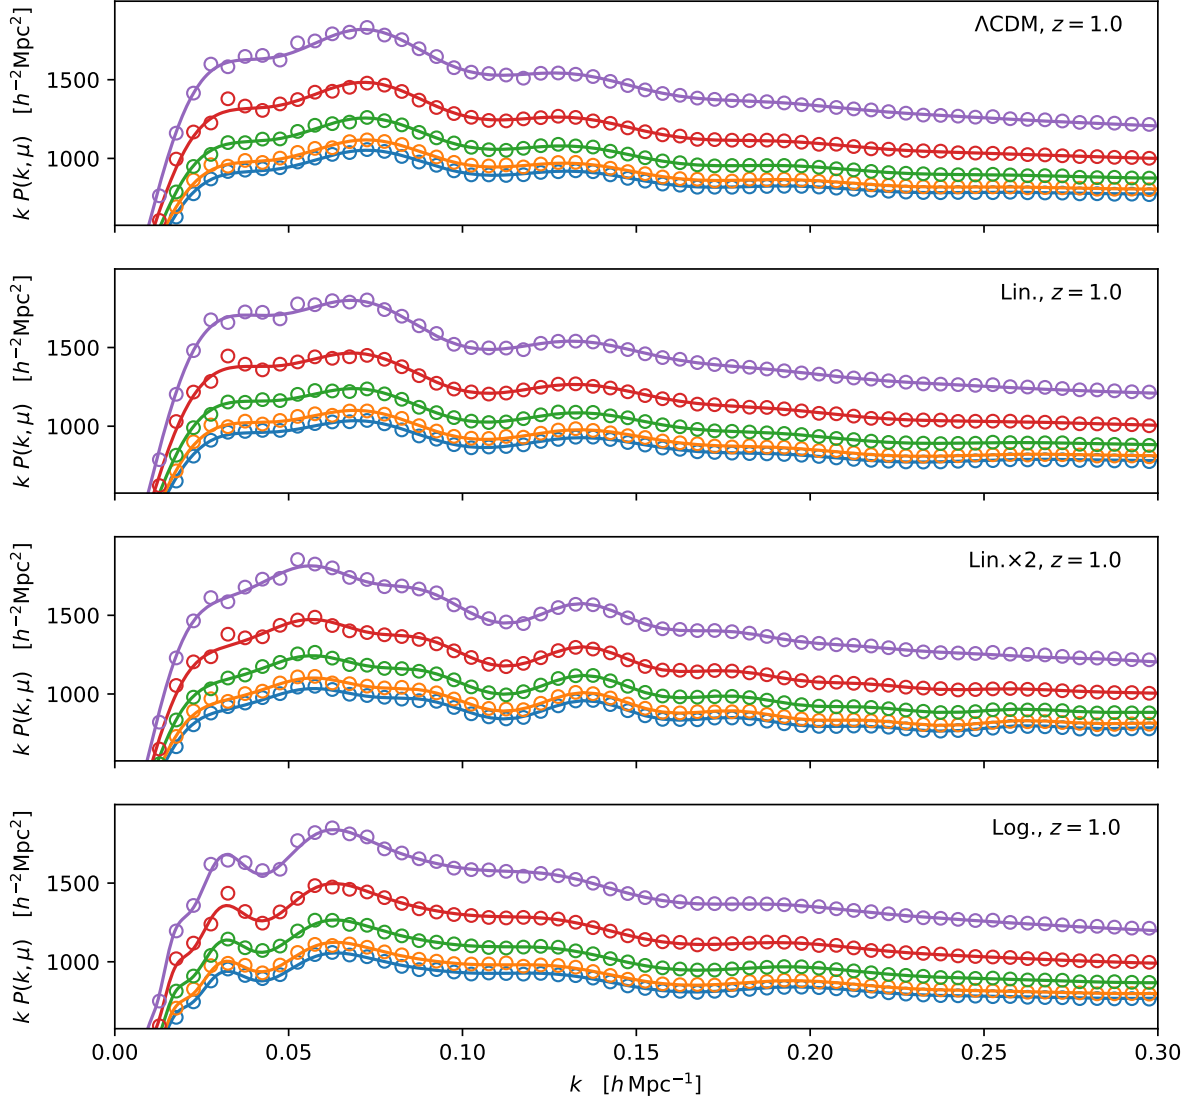 ΛCDM, z = 1.0
1500
1000
k P(k, μ) [h⁻²Mpc²]
Lin., z = 1.0
1500
1000
k P(k, μ) [h⁻²Mpc²]
Lin.×2, z = 1.0
1500
1000
k P(k, μ) [h⁻²Mpc²]
Log., z = 1.0
1500
1000
k P(k, μ) [h⁻²Mpc²]
0.00 0.05 0.10 0.15 0.20 0.25 0.30
k [h Mpc⁻¹]